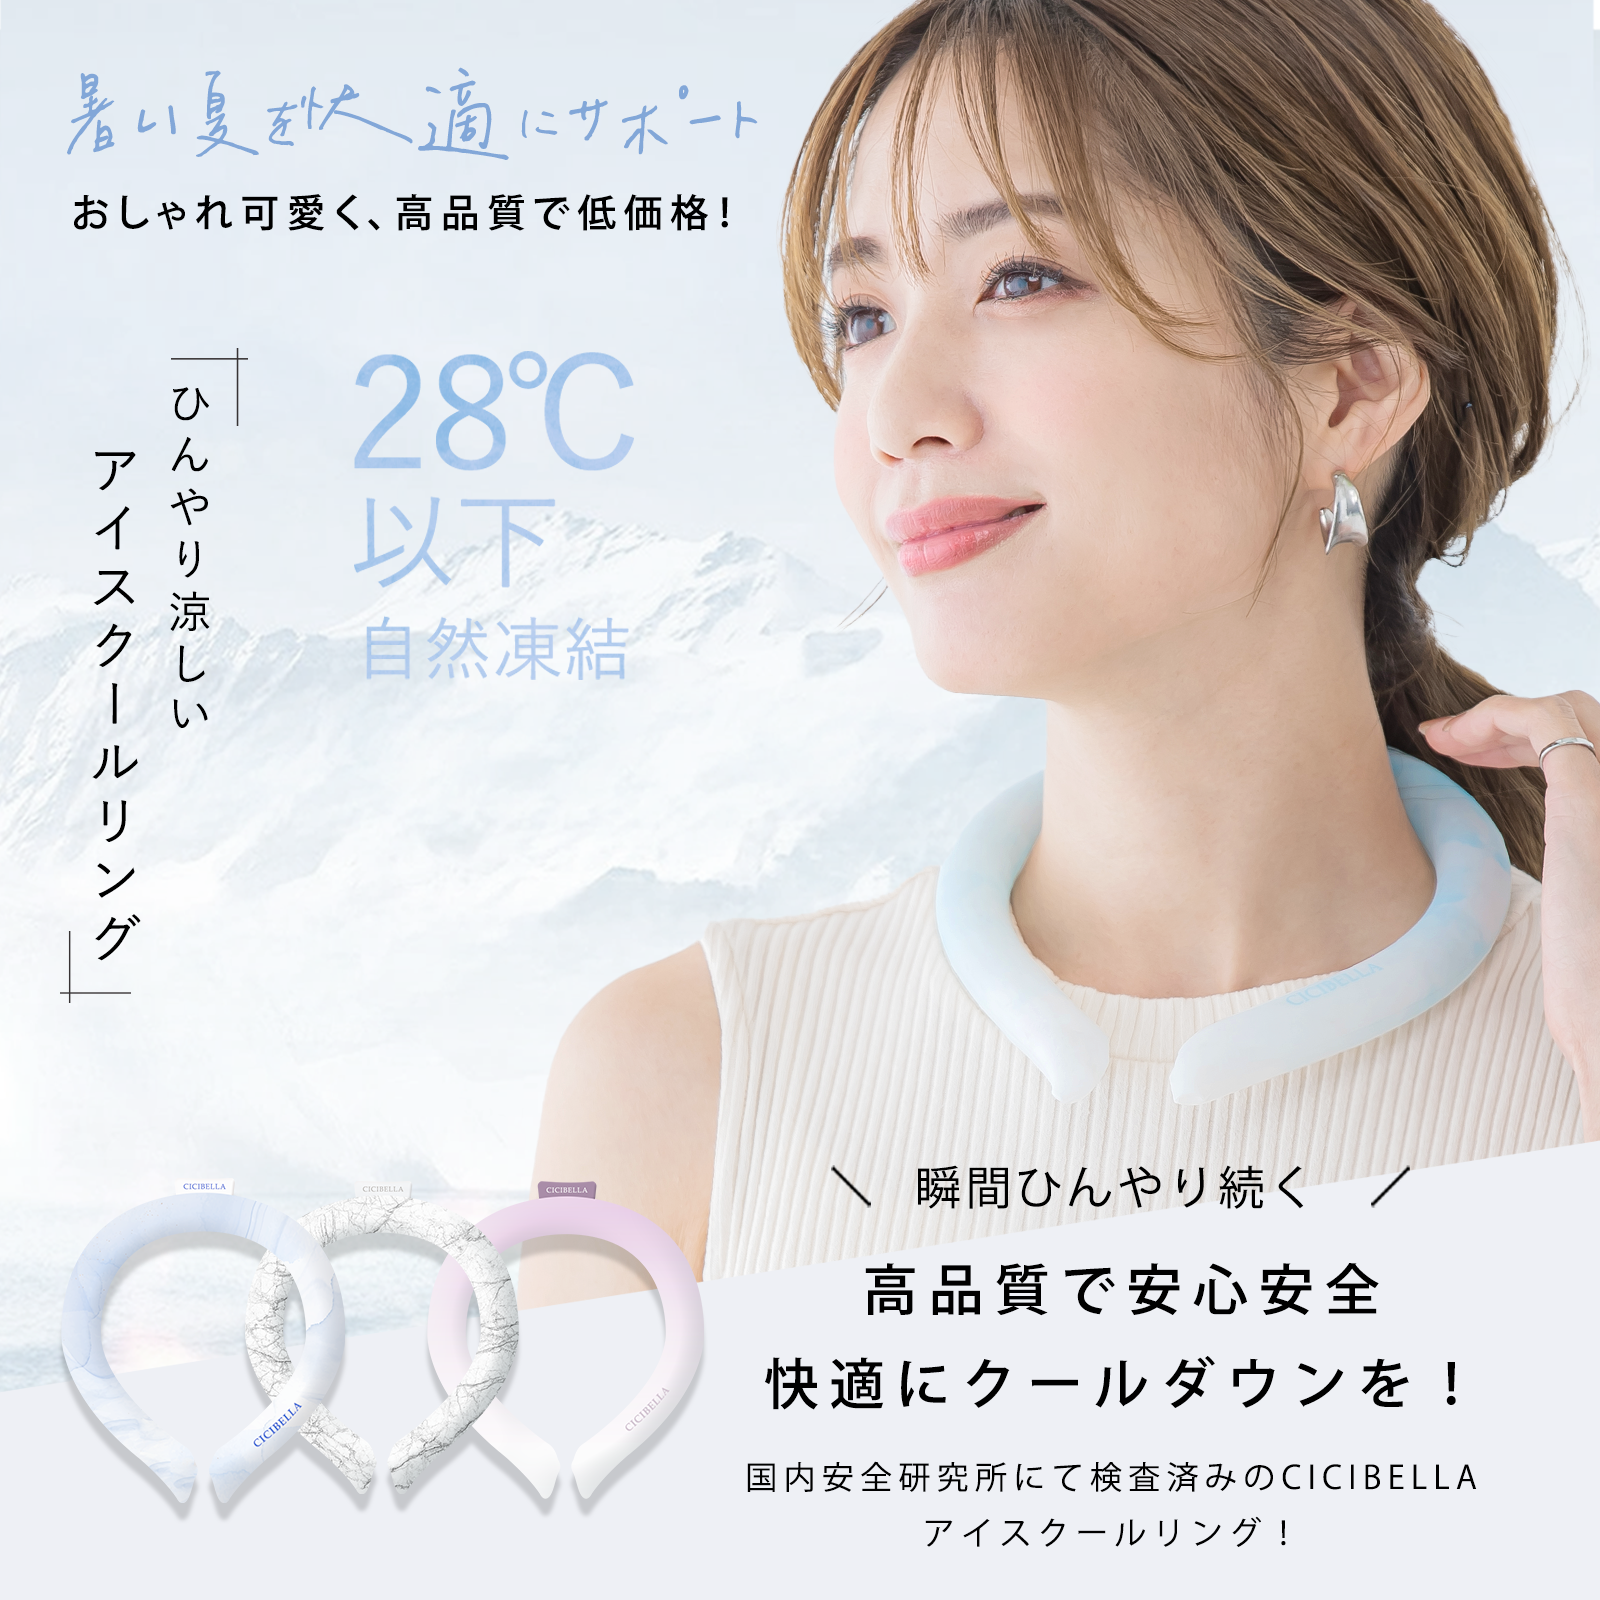 暑い夏を快適にサポート
おしゃれ可愛く、高品質で低価格！
ひんやり涼しい
アイスクールリング
28℃
以下
自然凍結
CICIBELLA
CICIBELLA
CICIBELLA
CICIBELLA
CICIBELLA
CICIBELLA
＼ 瞬間ひんやり続く ／
高品質で安心安全
快適にクールダウンを！
国内安全研究所にて検査済みのCICIBELLA
アイスクールリング！